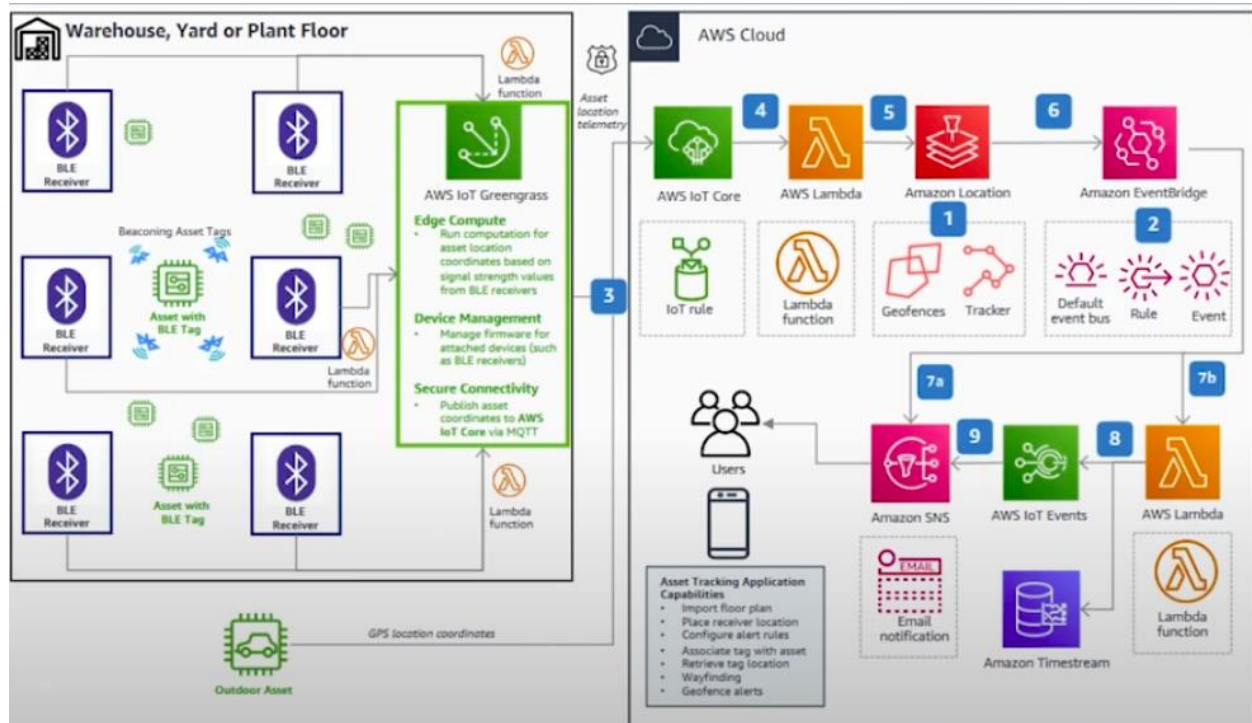 Warehouse, Yard or Plant Floor
Lambda
function
BLE
Receiver
BLE
Receiver
Beaconing Asset Tags
BLE
Receiver
Asset with
BLE Tag
BLE
Receiver
Lambda
function
BLE
Receiver
Asset with
BLE Tag
BLE
Receiver
Lambda
function
AWS IoT Greengrass
Edge Compute
• Run computation for
asset location
coordinates based on
signal strength values
from BLE receivers
Device Management
• Manage firmware for
attached devices (such
as BLE receivers)
Secure Connectivity
• Publish asset
coordinates to AWS
IoT Core via MQTT
Asset
location
telemetry
3
GPS location coordinates
Outdoor Asset
AWS Cloud
4
5
6
AWS IoT Core
AWS Lambda
Amazon Location
Amazon EventBridge
IoT rule
Lambda
function
1
Geofences
Tracker
2
Default
event bus
Rule
Event
7a
7b
Users
9
8
Amazon SNS
AWS IoT Events
AWS Lambda
EMAIL
Email
notification
Amazon Timestream
Lambda
function
Asset Tracking Application
Capabilities
• Import floor plan
• Place receiver location
• Configure alert rules
• Associate tag with asset
• Retrieve tag location
• Wayfinding
• Geofence alerts